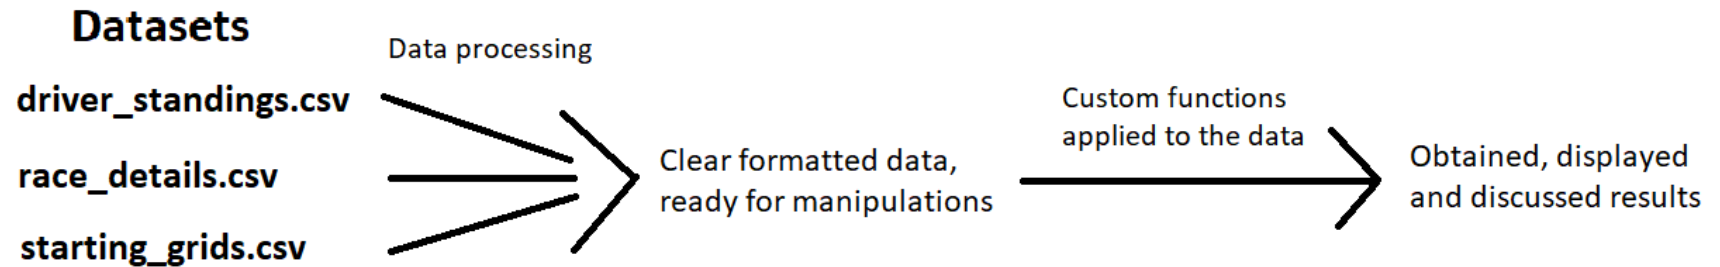 Datasets
Data processing
driver_standings.csv
race_details.csv
starting_grids.csv
Clear formatted data,
ready for manipulations
Custom functions
applied to the data
Obtained, displayed
and discussed results